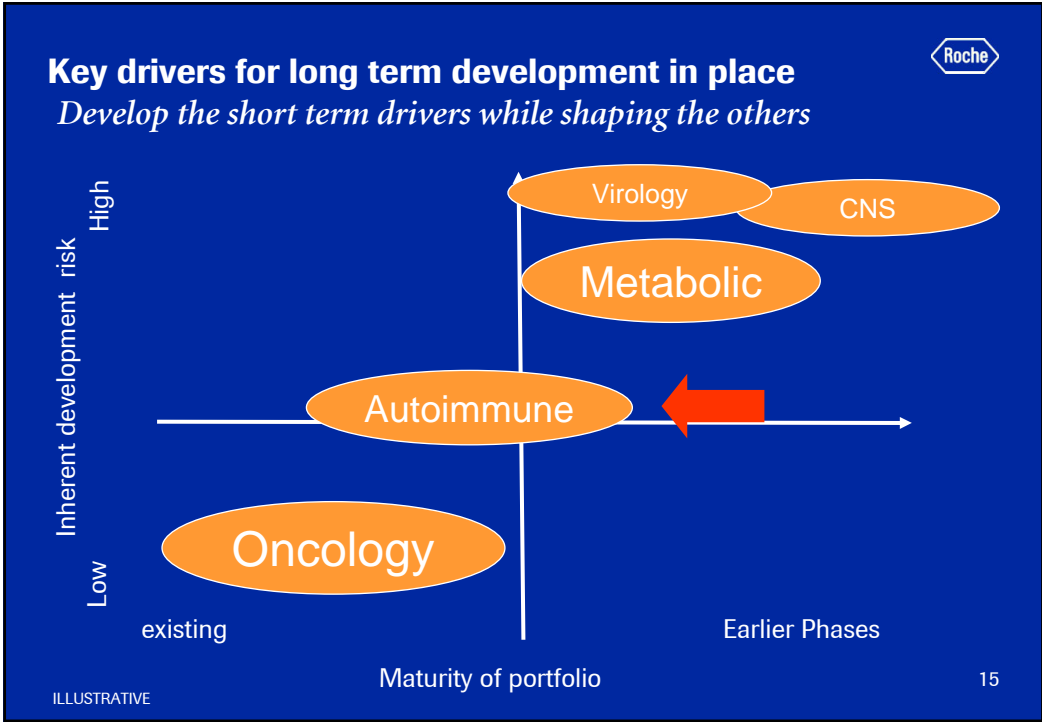 Roche
Key drivers for long term development in place
Develop the short term drivers while shaping the others
High
Inherent development risk
Low
Virology
CNS
Metabolic
Autoimmune
Oncology
existing
Earlier Phases
Maturity of portfolio
15
ILLUSTRATIVE